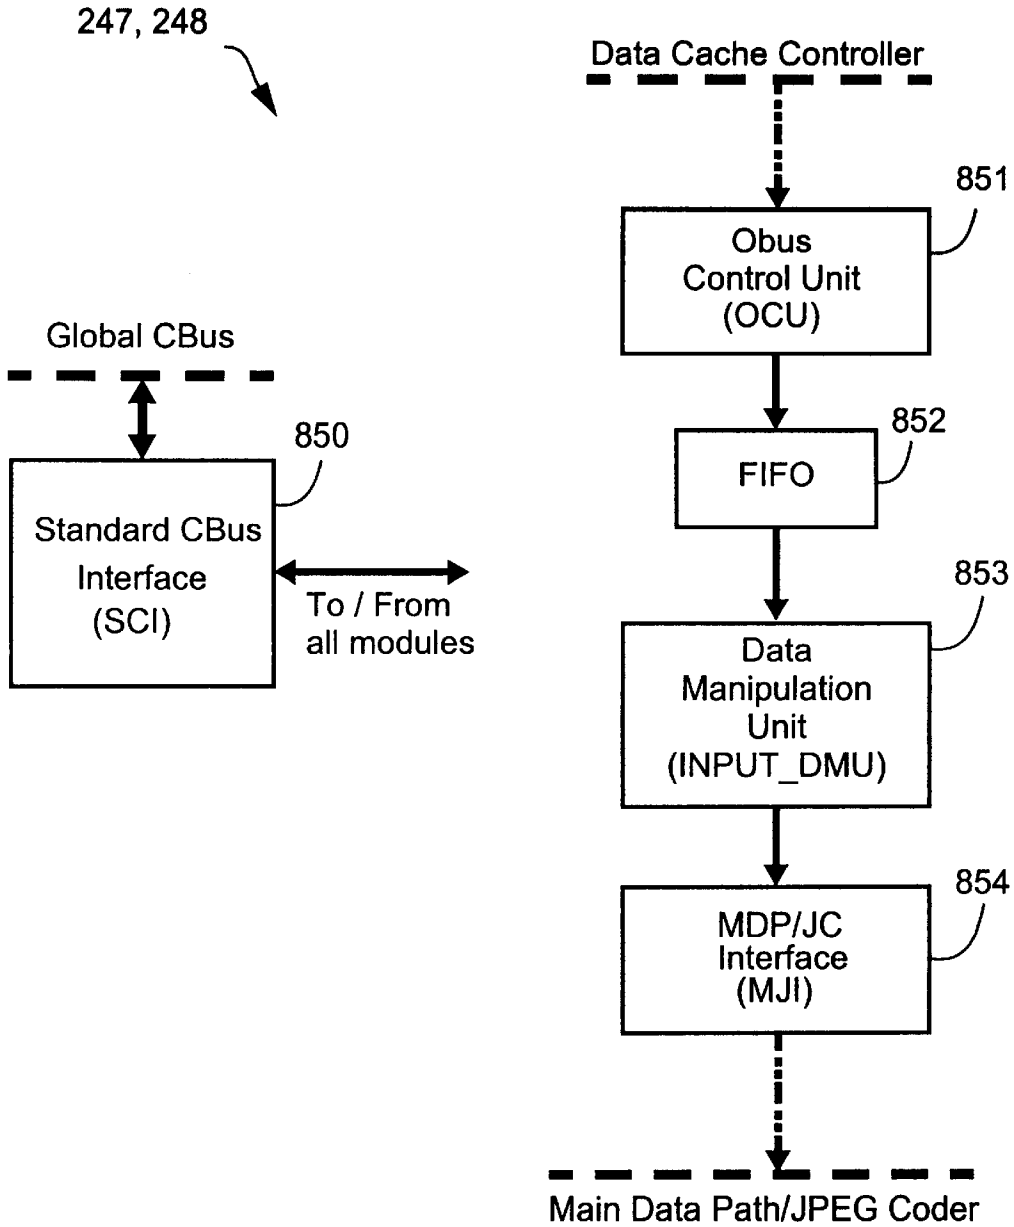 247, 248
Data Cache Controller
851
Obus
Control Unit
(OCU)
Global CBus
850
Standard CBus
Interface
(SCI)
To / From
all modules
852
FIFO
853
Data
Manipulation
Unit
(INPUT_DMU)
854
MDP/JC
Interface
(MJI)
Main Data Path/JPEG Coder